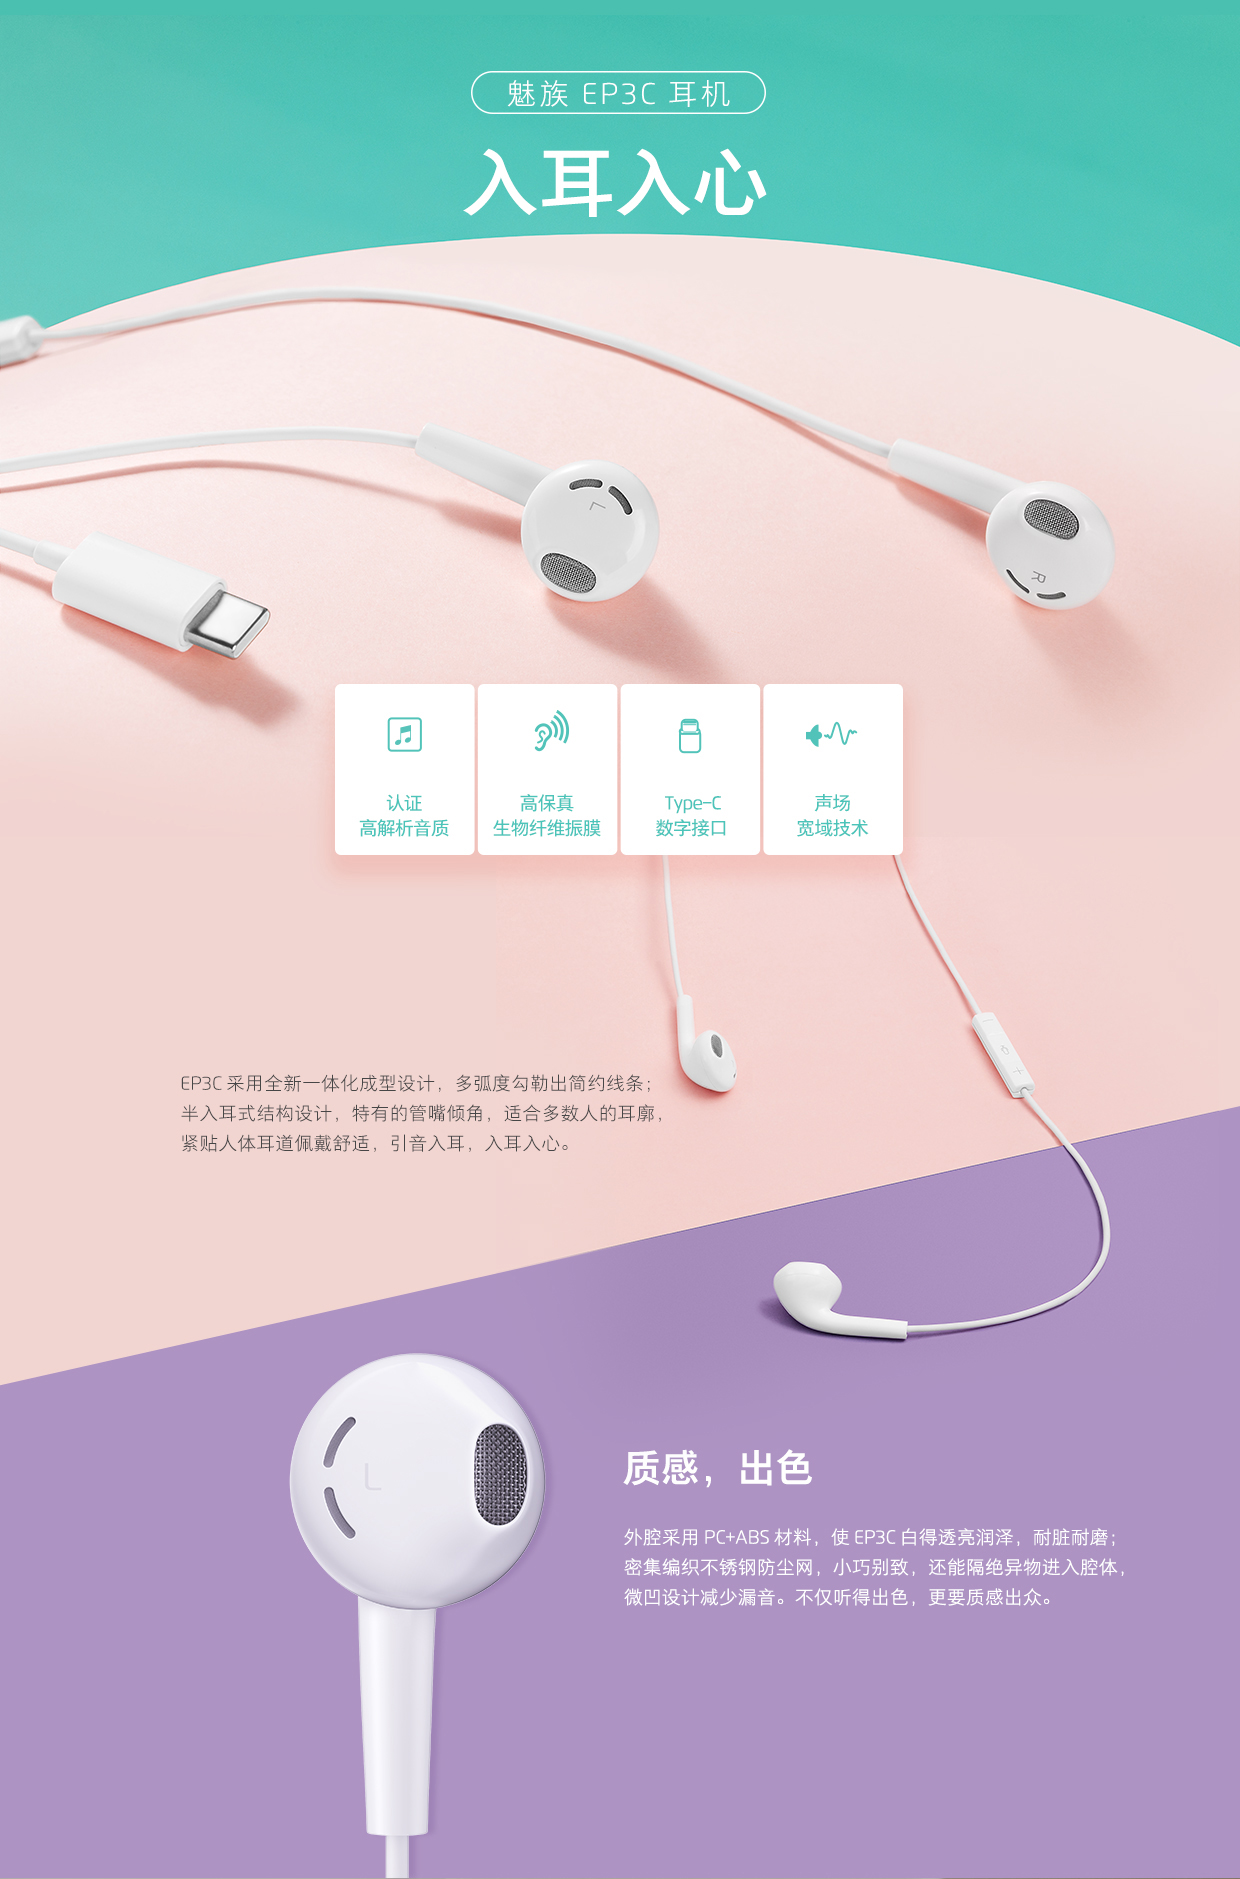 魅族 EP3C 耳机
入耳入心
L
R
认证
高解析音质
高保真
生物纤维振膜
Type-C
数字接口
声场
宽域技术
EP3C 采用全新一体化成型设计，多弧度勾勒出简约线条；
半入耳式结构设计，特有的管嘴倾角，适合多数人的耳廓，
紧贴人体耳道佩戴舒适，引音入耳，入耳入心。
L
质感，出色
外腔采用 PC+ABS 材料，使 EP3C 白得透亮润泽，耐脏耐磨；
密集编织不锈钢防尘网，小巧别致，还能隔绝异物进入腔体，
微凹设计减少漏音。不仅听得出色，更要质感出众。